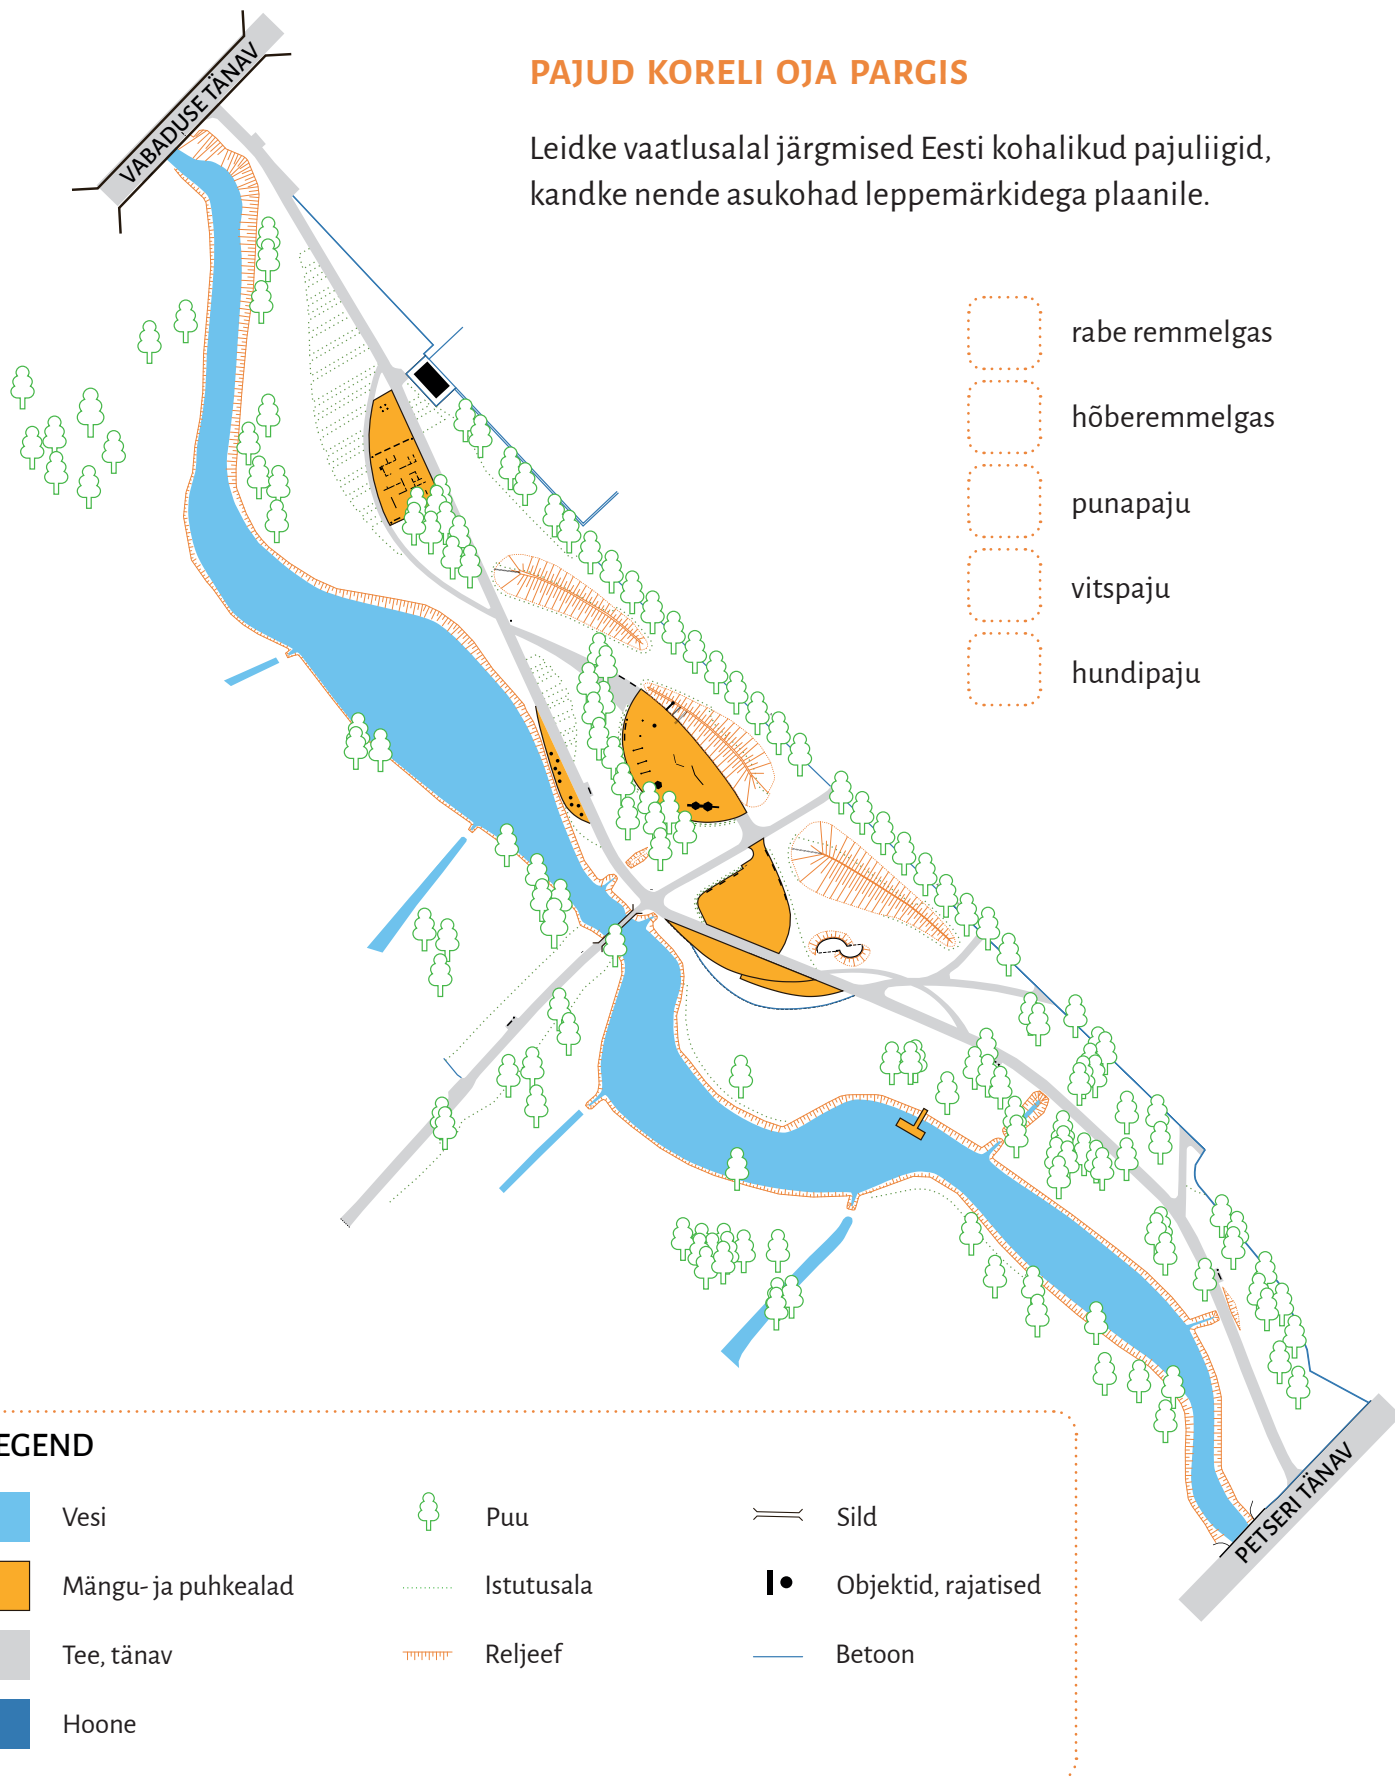 PAJUD KORELI OJA PARGIS
Leidke vaatlusalal järgmised Eesti kohalikud pajuliigid,
kandke nende asukohad leppemärkidega plaanile.
VABADUSE TÄNAV
rabe remmelgas
hõberemmelgas
punapaju
vitspaju
hundipaju
PETSERI TÄNAV
EGEND
Vesi
Mängu- ja puhkealad
Tee, tänav
Hoone
Puu
Istutusala
Reljeef
Sild
Objektid, rajatised
Betoon